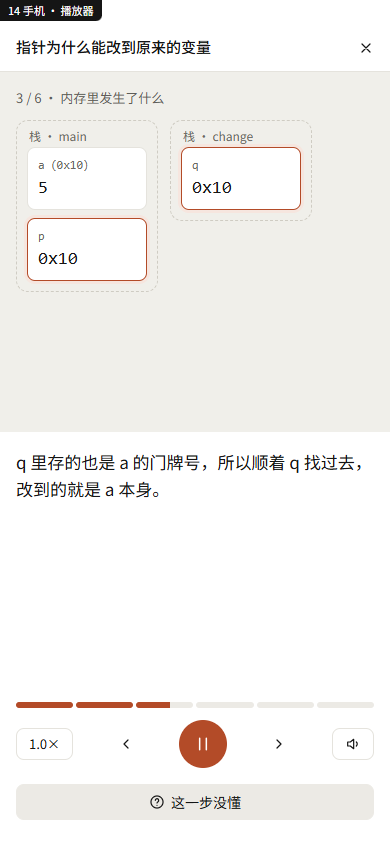 14 手机 · 播放器
指针为什么能改到原来的变量
3 / 6 · 内存里发生了什么
栈 · main
a (0x10)
5
p
0x10
栈 · change
q
0x10
q 里存的也是 a 的门牌号，所以顺着 q 找过去，
改到的就是 a 本身。
1.0×
这一步没懂